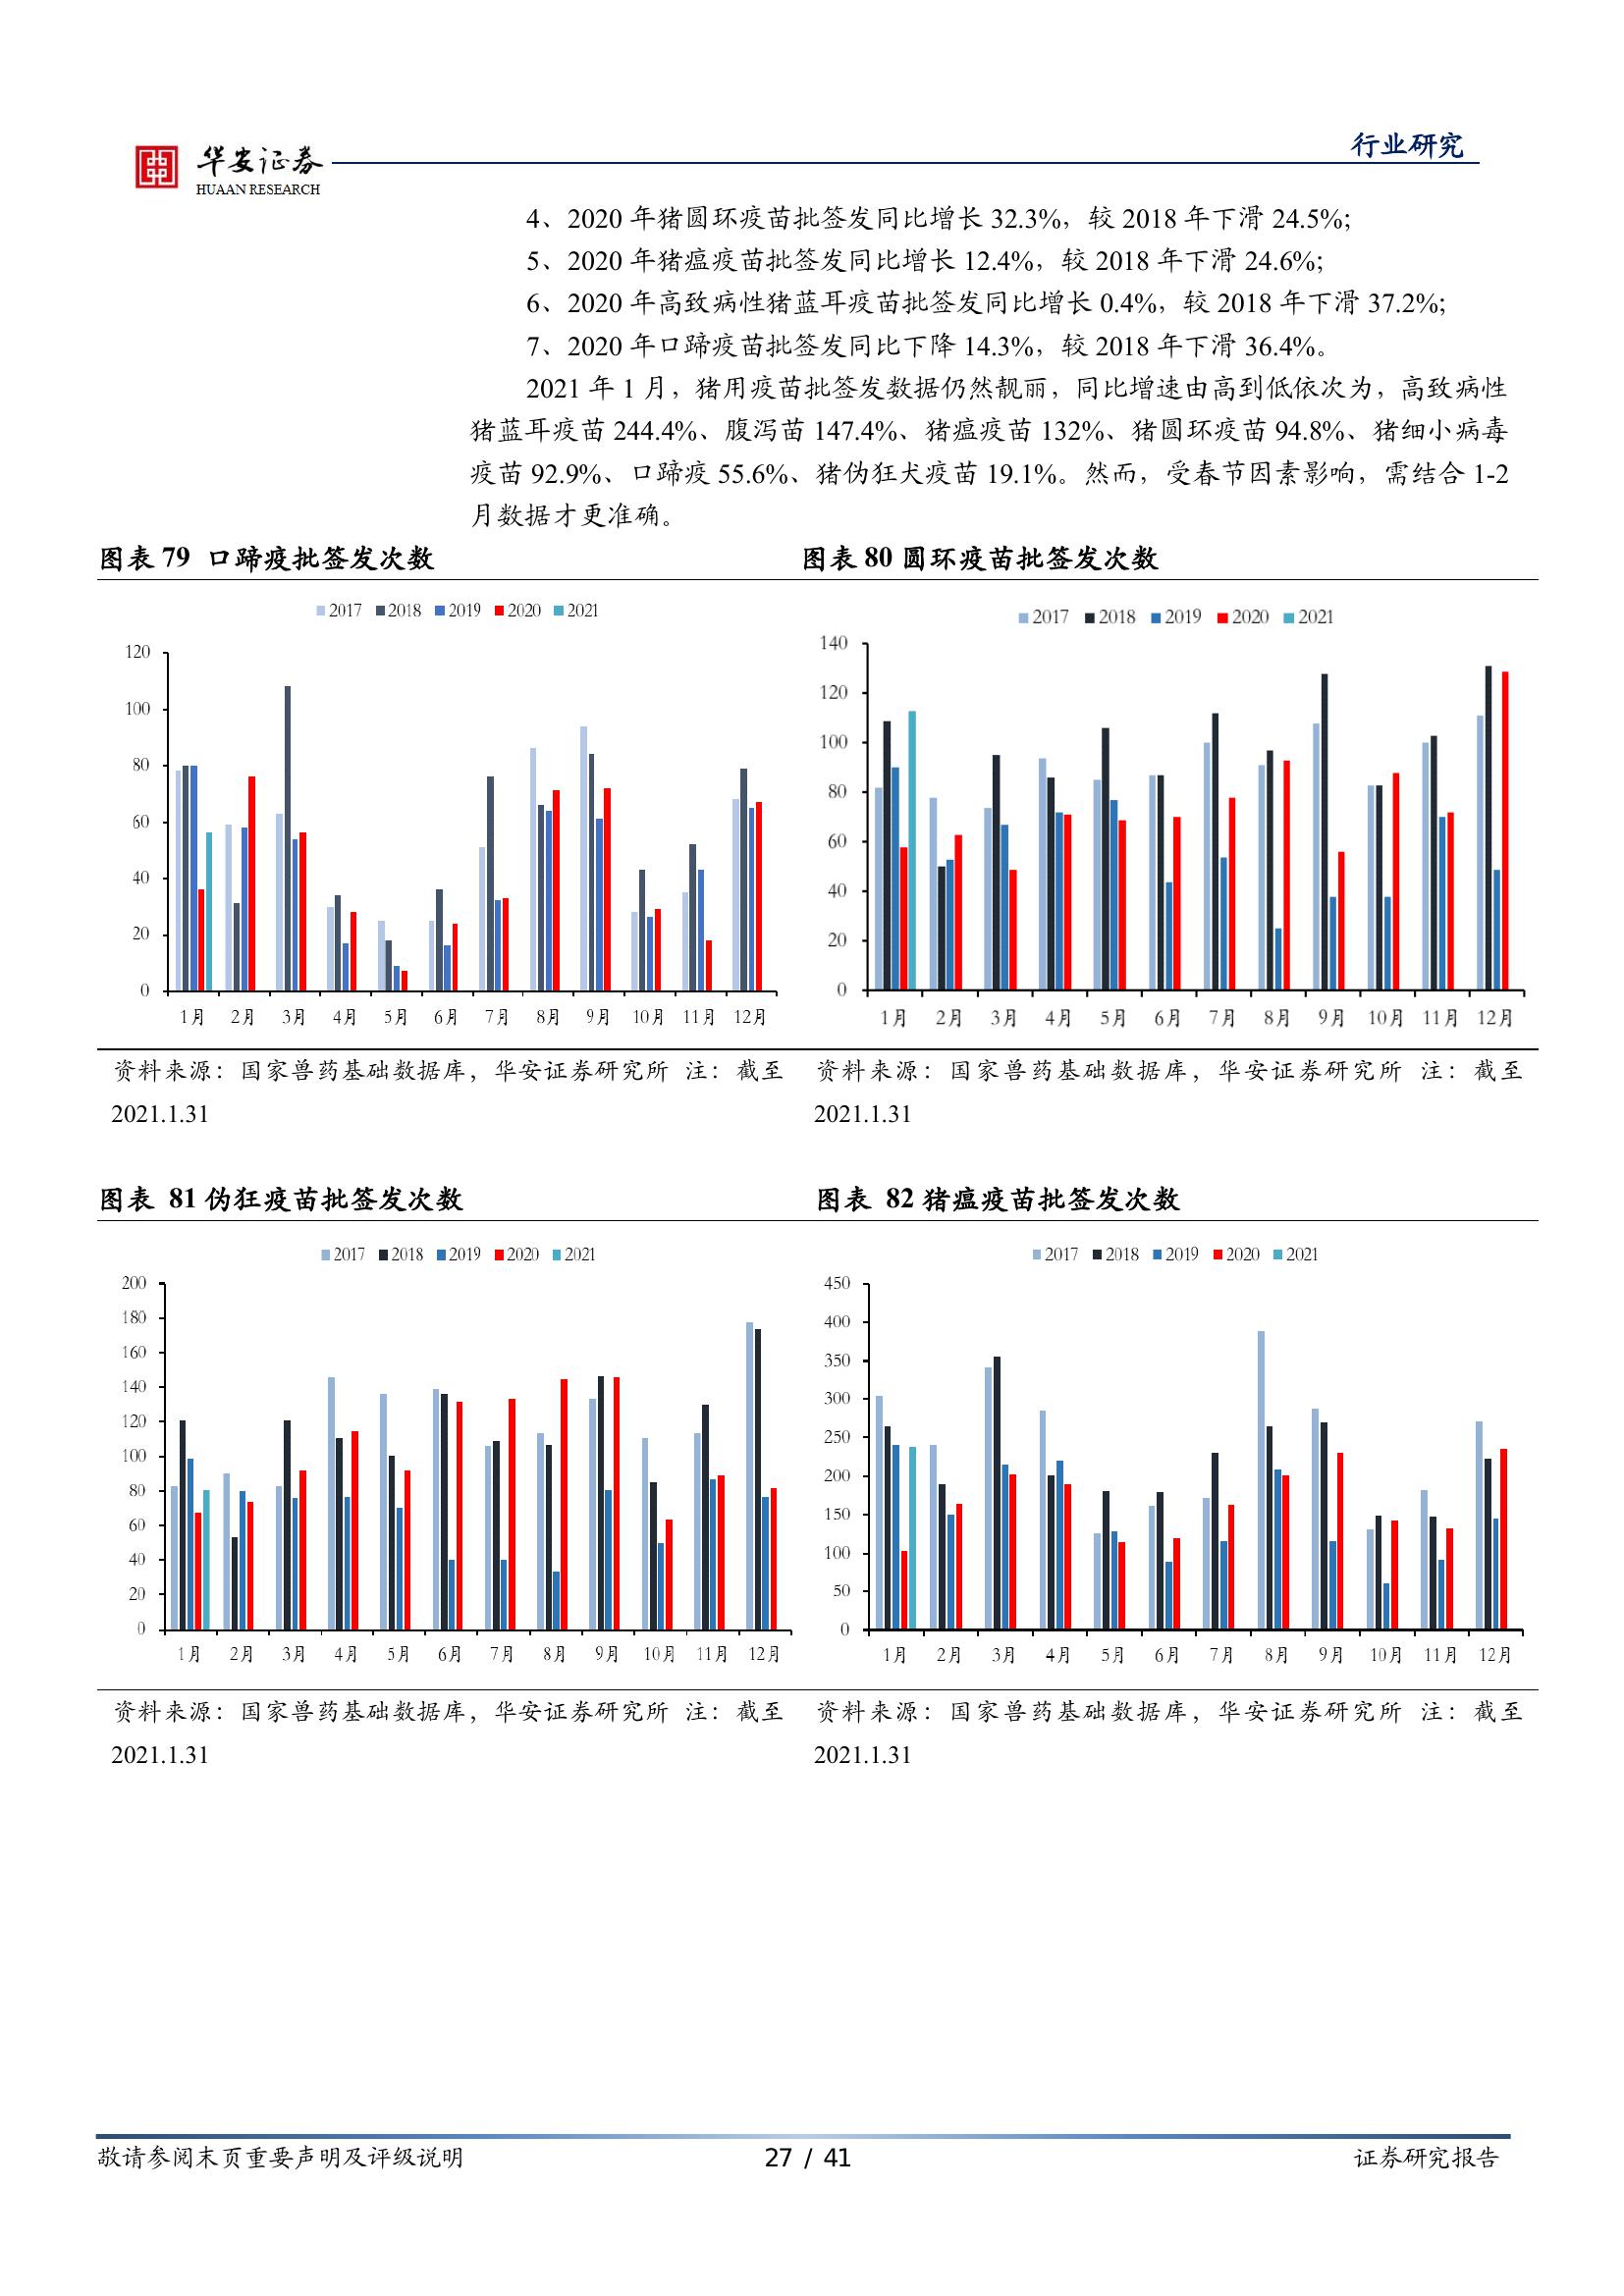 华安证券
HUAAN RESEARCH
行业研究
4、2020 年猪圆环疫苗批签发同比增长 32.3%，较 2018 年下滑 24.5%;
5、2020 年猪瘟疫苗批签发同比增长 12.4%，较 2018 年下滑 24.6%;
6、2020 年高致病性猪蓝耳疫苗批签发同比增长 0.4%，较 2018 年下滑 37.2%;
7、2020 年口蹄疫苗批签发同比下降 14.3%，较 2018 年下滑 36.4%。
2021 年 1 月，猪用疫苗批签发数据仍然靓丽，同比增速由高到低依次为，高致病性
猪蓝耳疫苗 244.4%、腹泻苗 147.4%、猪瘟疫苗 132%、猪圆环疫苗 94.8%、猪细小病毒
疫苗 92.9%、口蹄疫 55.6%、猪伪狂犬疫苗 19.1%。然而，受春节因素影响，需结合 1-2
月数据才更准确。
图表 79 口蹄疫批签发次数
2017 2018 2019 2020 2021
120
100
80
60
40
20
0
1月 2月 3月 4月 5月 6月 7月 8月 9月 10月 11月 12月
资料来源：国家兽药基础数据库，华安证券研究所 注：截至
2021.1.31
图表 80 圆环疫苗批签发次数
2017 2018 2019 2020 2021
140
120
100
80
60
40
20
0
1月 2月 3月 4月 5月 6月 7月 8月 9月 10月 11月 12月
资料来源：国家兽药基础数据库，华安证券研究所 注：截至
2021.1.31
图表 81 伪狂疫苗批签发次数
2017 2018 2019 2020 2021
200
180
160
140
120
100
80
60
40
20
0
1月 2月 3月 4月 5月 6月 7月 8月 9月 10月 11月 12月
资料来源：国家兽药基础数据库，华安证券研究所 注：截至
2021.1.31
图表 82 猪瘟疫苗批签发次数
2017 2018 2019 2020 2021
450
400
350
300
250
200
150
100
50
0
1月 2月 3月 4月 5月 6月 7月 8月 9月 10月 11月 12月
资料来源：国家兽药基础数据库，华安证券研究所 注：截至
2021.1.31
敬请参阅末页重要声明及评级说明
27 / 41
证券研究报告